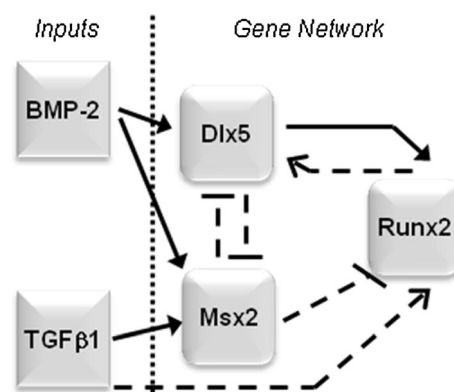 Inputs
Gene Network
BMP-2
Dlx5
Runx2
Msx2
TGFβ1